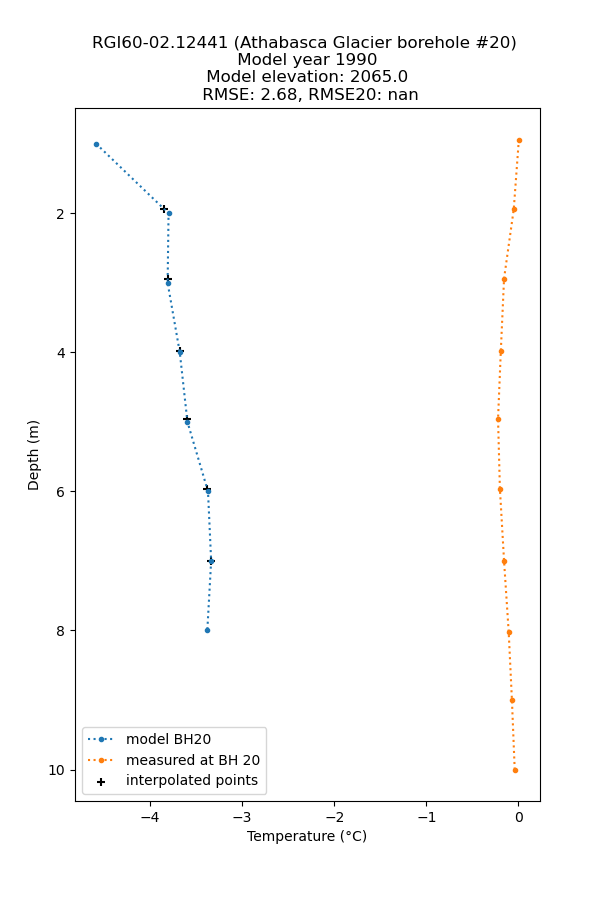 RGI60-02.12441 (Athabasca Glacier borehole #20)
Model year 1990
Model elevation: 2065.0
RMSE: 2.68, RMSE20: nan
2
4
6
8
10
Depth (m)
model BH20
measured at BH 20
interpolated points
−4
−3
−2
−1
0
Temperature (°C)